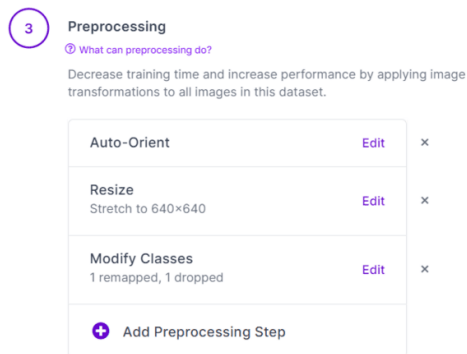 3 Preprocessing
What can preprocessing do?
Decrease training time and increase performance by applying image
transformations to all images in this dataset.
Auto-Orient Edit ×
Resize
Stretch to 640×640
Edit ×
Modify Classes
1 remapped, 1 dropped
Edit ×
Add Preprocessing Step